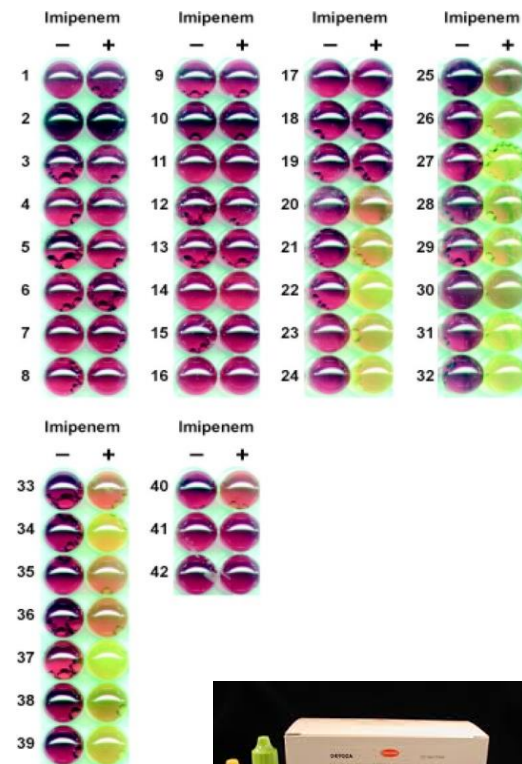 Imipenem Imipenem Imipenem Imipenem
− + − + − + − +
1 9 17 25
2 10 18 26
3 11 19 27
4 12 20 28
5 13 21 29
6 14 22 30
7 15 23 31
8 16 24 32
Imipenem Imipenem
− + − +
33 40
34 41
35 42
36
37
38
39